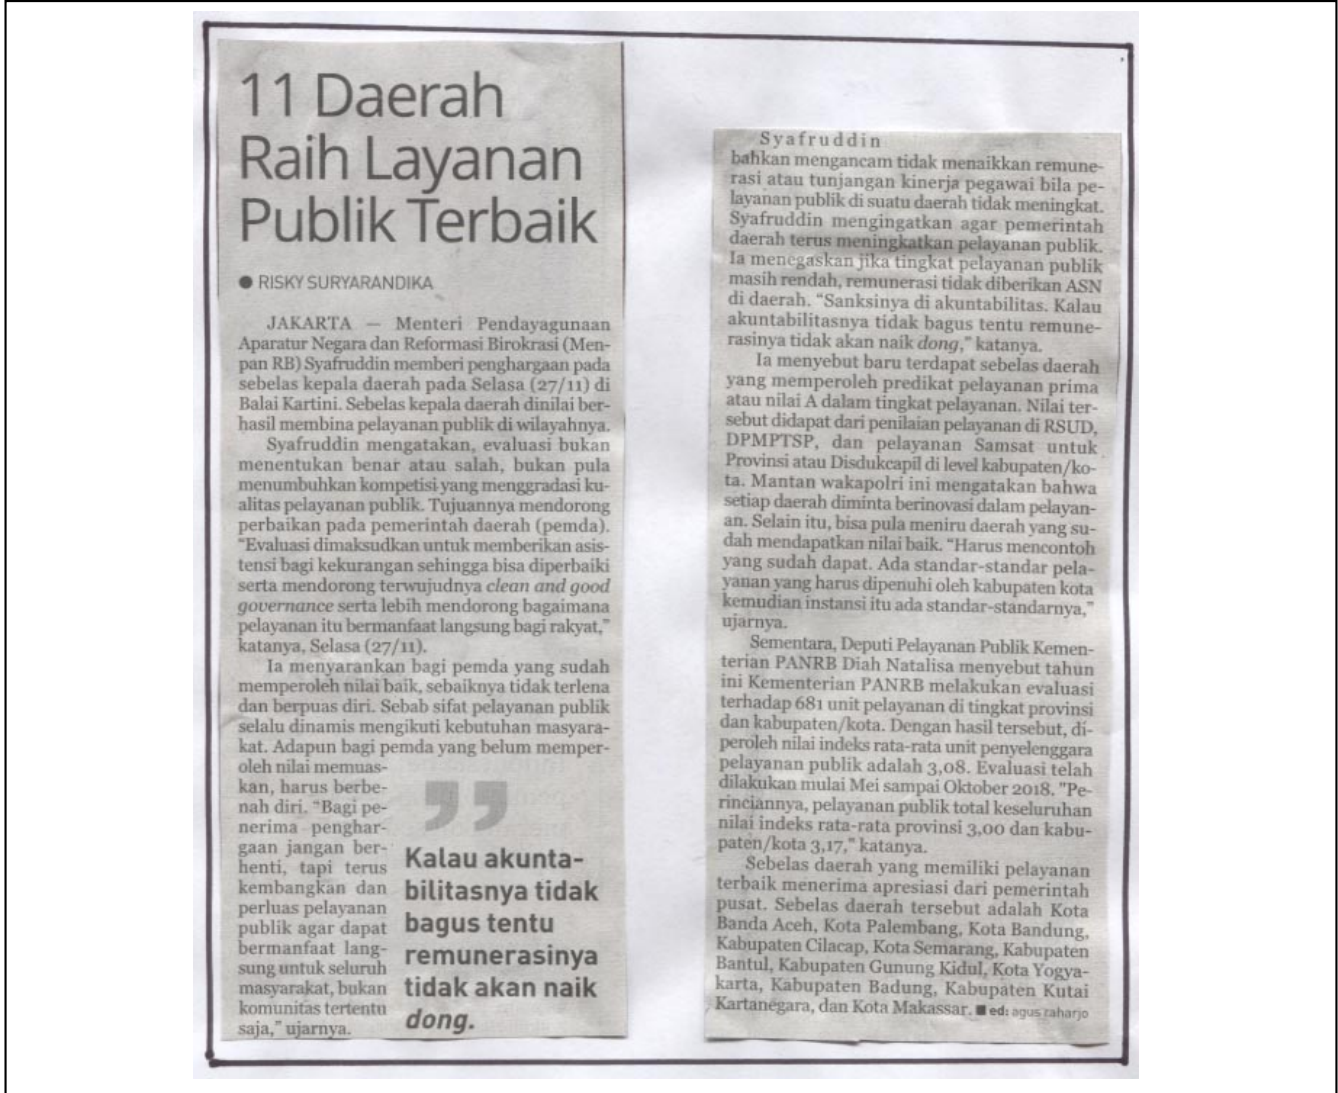 11 Daerah
Raih Layanan
Publik Terbaik
● RISKY SURYARANDIKA
JAKARTA — Menteri Pendayagunaan
Aparatur Negara dan Reformasi Birokrasi (Men-
pan RB) Syafruddin memberi penghargaan pada
sebelas kepala daerah pada Selasa (27/11) di
Balai Kartini. Sebelas kepala daerah dinilai ber-
hasil membina pelayanan publik di wilayahnya.
Syafruddin mengatakan, evaluasi bukan
menentukan benar atau salah, bukan pula
menumbuhkan kompetisi yang menggradasi ku-
alitas pelayanan publik. Tujuannya mendorong
perbaikan pada pemerintah daerah (pemda).
“Evaluasi dimaksudkan untuk memberikan asis-
tensi bagi kekurangan sehingga bisa diperbaiki
serta mendorong terwujudnya clean and good
governance serta lebih mendorong bagaimana
pelayanan itu bermanfaat langsung bagi rakyat,”
katanya, Selasa (27/11).
Ia menyarankan bagi pemda yang sudah
memperoleh nilai baik, sebaiknya tidak terlena
dan berpuas diri. Sebab sifat pelayanan publik
selalu dinamis mengikuti kebutuhan masyara-
kat. Adapun bagi pemda yang belum memper-
oleh nilai memuas-
kan, harus berbe-
nah diri. “Bagi pe-
nerima penghar-
gaan jangan ber-
henti, tapi terus
kembangkan dan
perluas pelayanan
publik agar dapat
bermanfaat lang-
sung untuk seluruh
masyarakat, bukan
komunitas tertentu
saja,” ujarnya.
”
Kalau akunta-
bilitasnya tidak
bagus tentu
remunerasinya
tidak akan naik
dong.
Syafruddin
bahkan mengancam tidak menaikkan remune-
rasi atau tunjangan kinerja pegawai bila pe-
layanan publik di suatu daerah tidak meningkat.
Syafruddin mengingatkan agar pemerintah
daerah terus meningkatkan pelayanan publik.
Ia menegaskan jika tingkat pelayanan publik
masih rendah, remunerasi tidak diberikan ASN
di daerah. “Sanksinya di akuntabilitas. Kalau
akuntabilitasnya tidak bagus tentu remune-
rasinya tidak akan naik dong,” katanya.
Ia menyebut baru terdapat sebelas daerah
yang memperoleh predikat pelayanan prima
atau nilai A dalam tingkat pelayanan. Nilai ter-
sebut didapat dari penilaian pelayanan di RSUD,
DPMPTSP, dan pelayanan Samsat untuk
Provinsi atau Disdukcapil di level kabupaten/ko-
ta. Mantan wakapolri ini mengatakan bahwa
setiap daerah diminta berinovasi dalam pelayan-
an. Selain itu, bisa pula meniru daerah yang su-
dah mendapatkan nilai baik. “Harus mencontoh
yang sudah dapat. Ada standar-standar pela-
yanan yang harus dipenuhi oleh kabupaten kota
kemudian instansi itu ada standar-standarnya,”
ujarnya.
Sementara, Deputi Pelayanan Publik Kemen-
terian PANRB Diah Natalisa menyebut tahun
ini Kementerian PANRB melakukan evaluasi
terhadap 681 unit pelayanan di tingkat provinsi
dan kabupaten/kota. Dengan hasil tersebut, di-
peroleh nilai indeks rata-rata unit penyelenggara
pelayanan publik adalah 3,08. Evaluasi telah
dilakukan mulai Mei sampai Oktober 2018. "Pe-
rinciannya, pelayanan publik total keseluruhan
nilai indeks rata-rata provinsi 3,00 dan kabu-
paten/kota 3,17,” katanya.
Sebelas daerah yang memiliki pelayanan
terbaik menerima apresiasi dari pemerintah
pusat. Sebelas daerah tersebut adalah Kota
Banda Aceh, Kota Palembang, Kota Bandung,
Kabupaten Cilacap, Kota Semarang, Kabupaten
Bantul, Kabupaten Gunung Kidul, Kota Yogya-
karta, Kabupaten Badung, Kabupaten Kutai
Kartanegara, dan Kota Makassar. ■ ed: agus raharjo